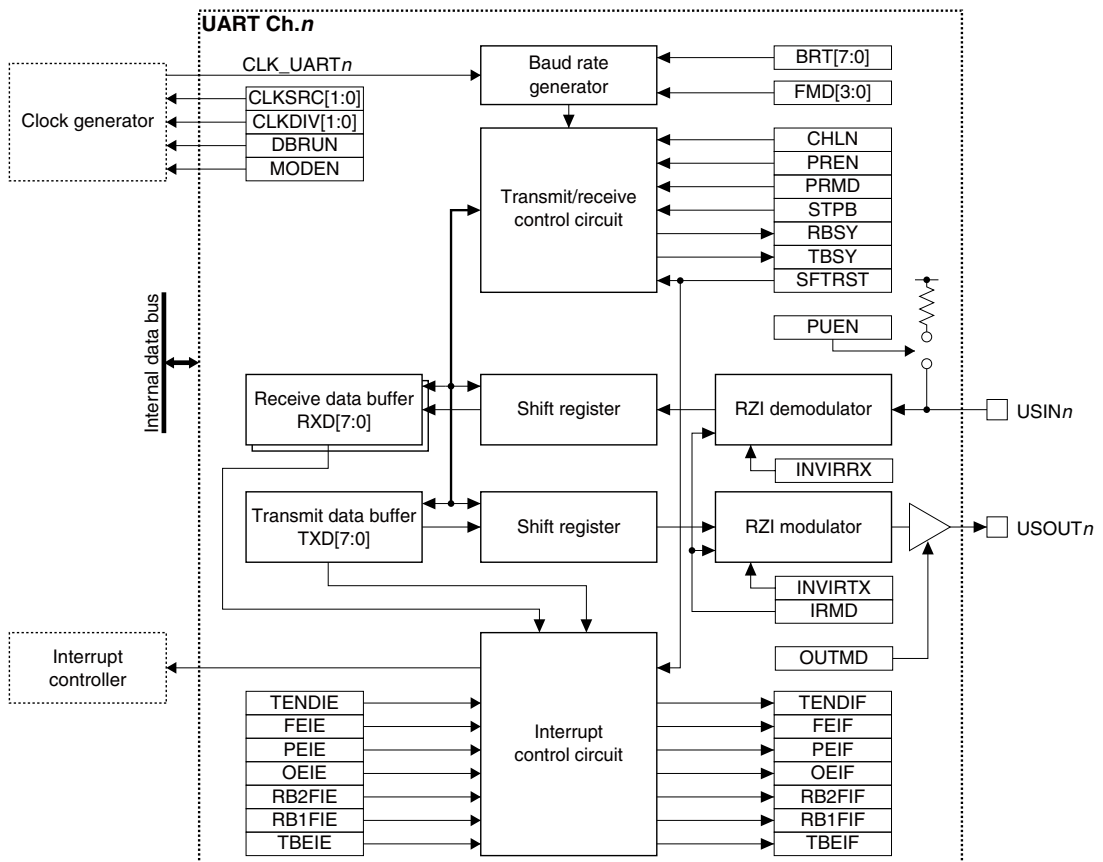 UART Ch.n
CLK_UARTn
Clock generator
CLKSRC[1:0]
CLKDIV[1:0]
DBRUN
MODEN
Baud rate
generator
BRT[7:0]
FMD[3:0]
Transmit/receive
control circuit
CHLN
PREN
PRMD
STPB
RBSY
TBSY
SFTRST
PUEN
Internal data bus
Receive data buffer
RXD[7:0]
Shift register
RZI demodulator
USINn
INVIRRX
Transmit data buffer
TXD[7:0]
Shift register
RZI modulator
USOUTn
INVIRTX
IRMD
OUTMD
Interrupt
controller
Interrupt
control circuit
TENDIE
FEIE
PEIE
OEIE
RB2FIE
RB1FIE
TBEIE
TENDIF
FEIF
PEIF
OEIF
RB2FIF
RB1FIF
TBEIF